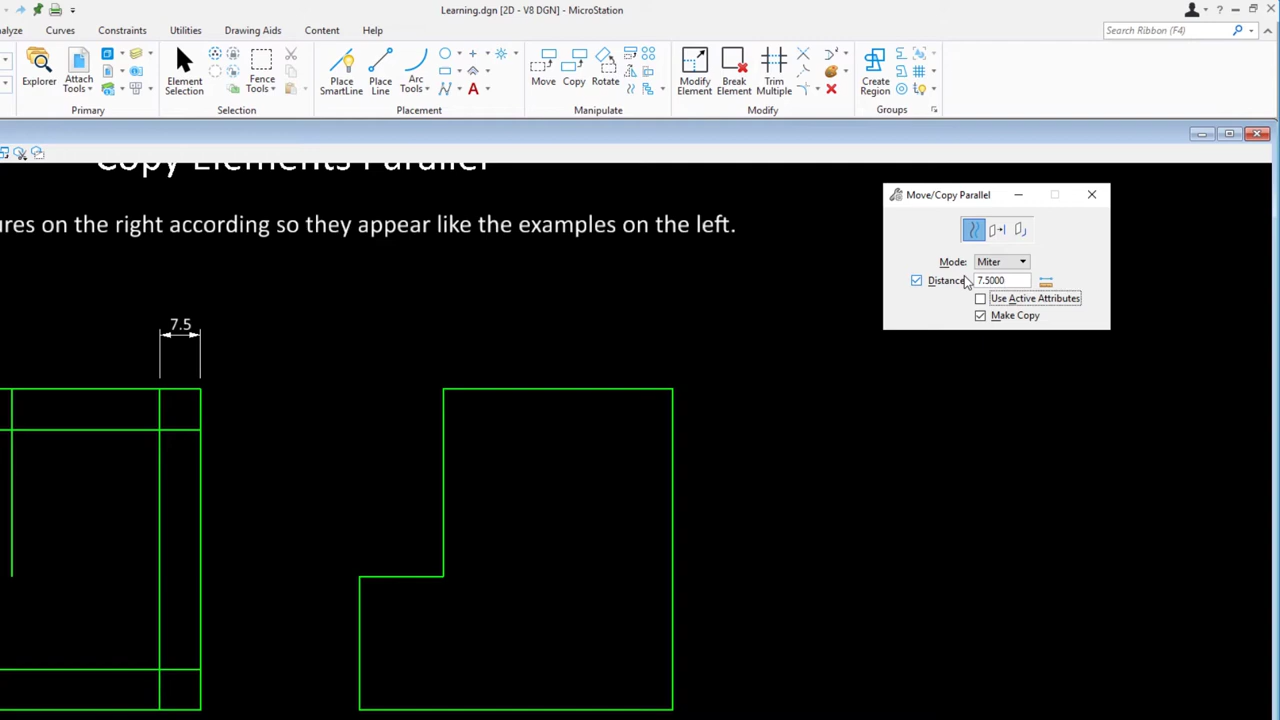 Learning.dgn [2D - V8 DGN] - MicroStation
nalyze Curves Constraints Utilities Drawing Aids Content Help
Search Ribbon (F4)
Explorer
Attach Tools
Primary
Element Selection
Fence Tools
Selection
Place SmartLine
Place Line
Arc Tools
Placement
Move
Copy
Rotate
Manipulate
Modify Element
Break Element
Trim Multiple
Modify
Create Region
Groups
Copy Elements Parallel
ures on the right according so they appear like the examples on the left.
Move/Copy Parallel
Mode: Miter
Distance 7.5000
Use Active Attributes
Make Copy
7.5